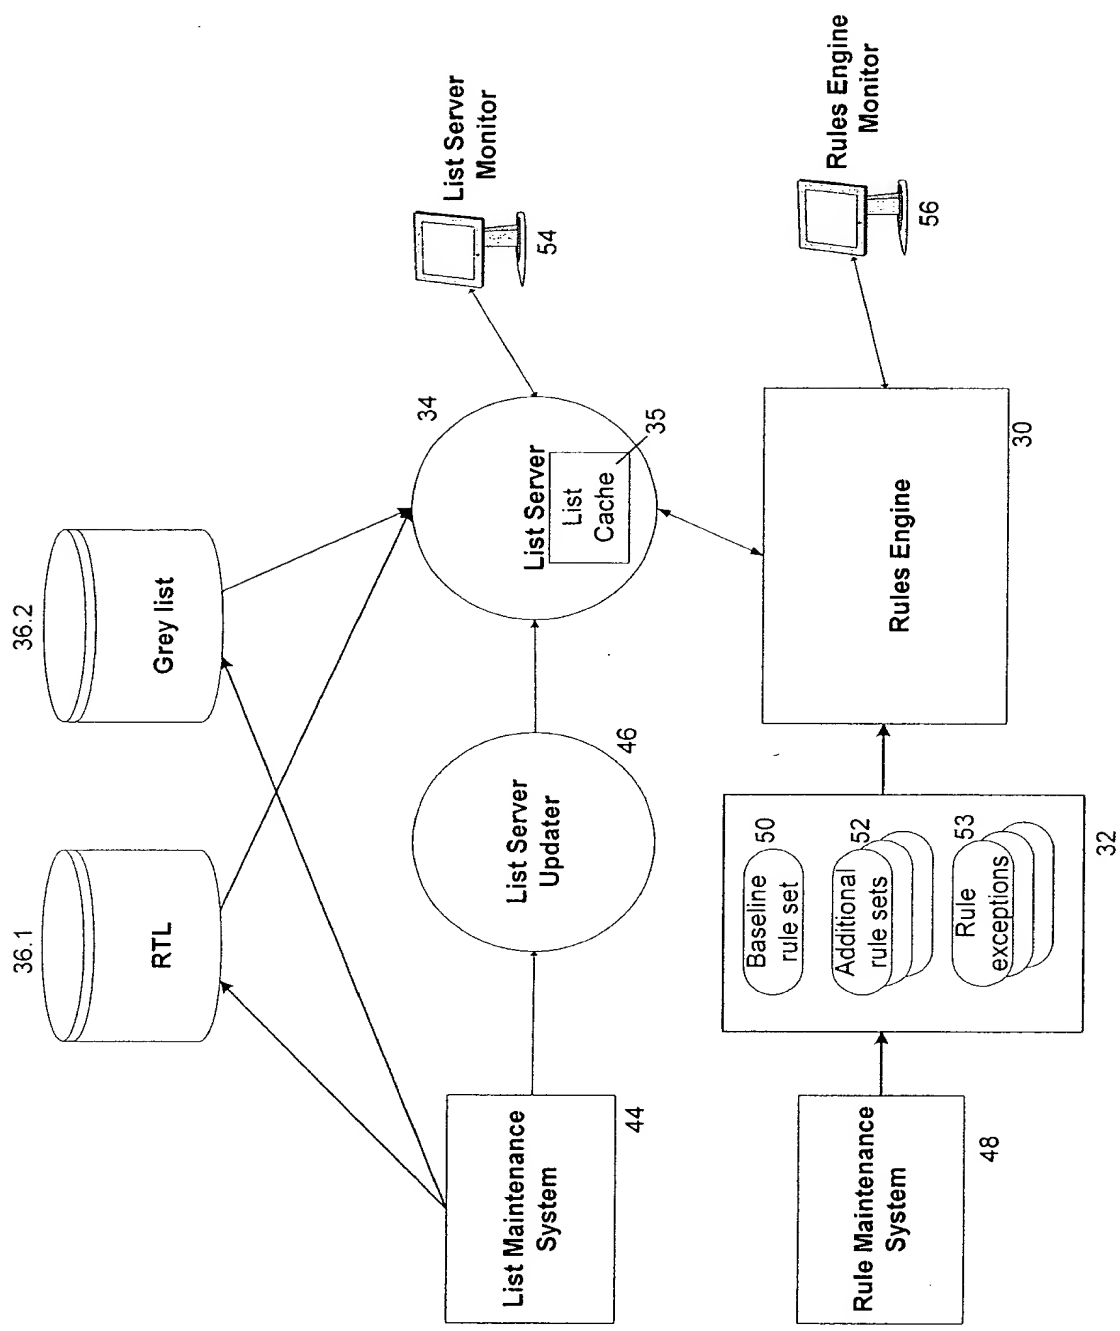 36.1
RTL
36.2
Grey list
List Maintenance
System
44
List Server
Updater
46
List Server
34
List
Cache
35
List Server
Monitor
54
Rule Maintenance
System
48
Baseline
rule set
50
Additional
rule sets
52
Rule
exceptions
53
32
Rules Engine
30
Rules Engine
Monitor
56